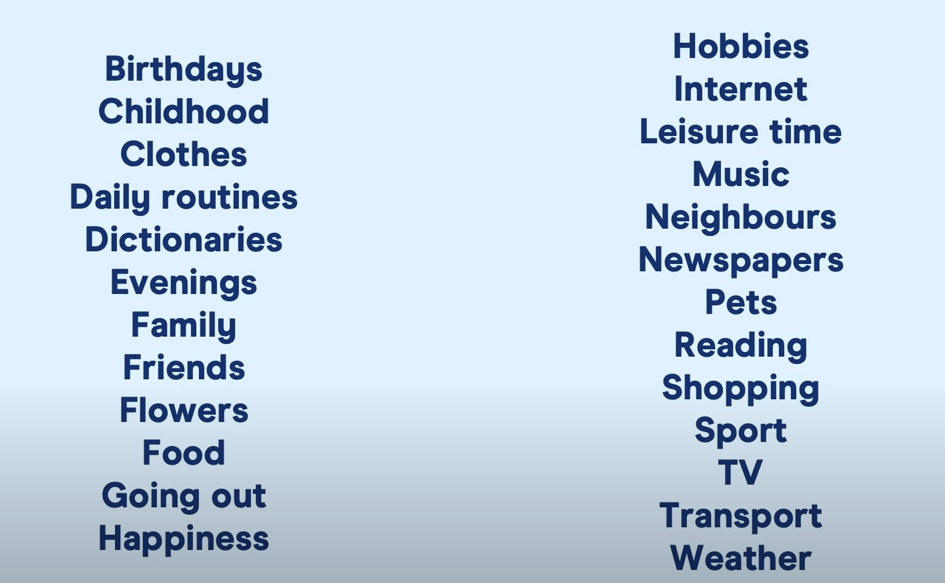 Birthdays
Childhood
Clothes
Daily routines
Dictionaries
Evenings
Family
Friends
Flowers
Food
Going out
Happiness
Hobbies
Internet
Leisure time
Music
Neighbours
Newspapers
Pets
Reading
Shopping
Sport
TV
Transport
Weather